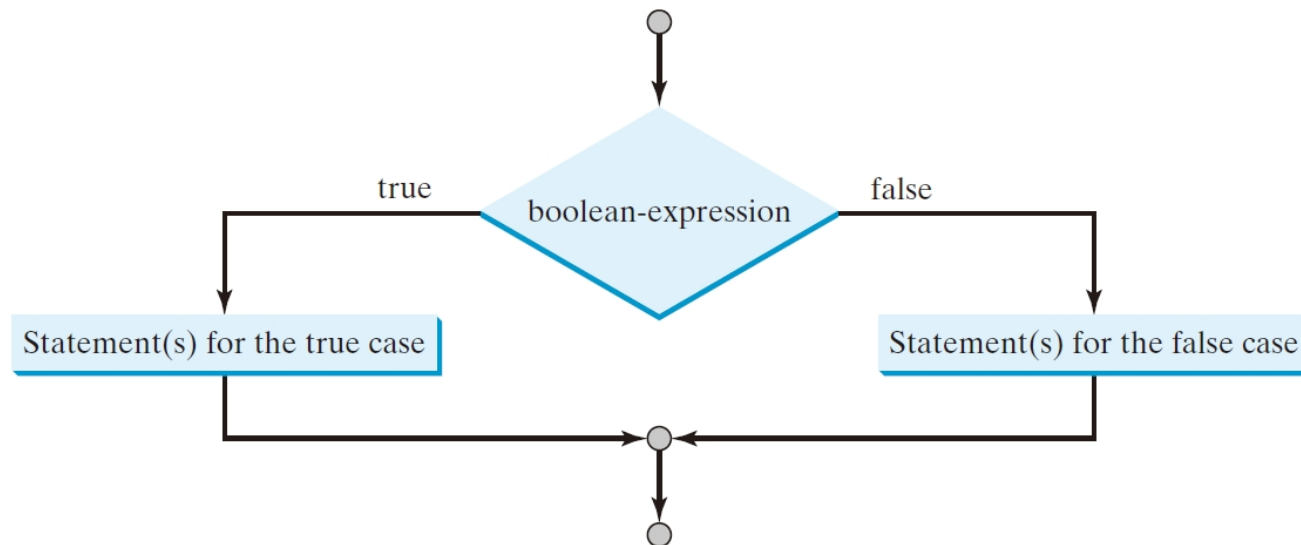 true
false
boolean-expression
Statement(s) for the true case
Statement(s) for the false case